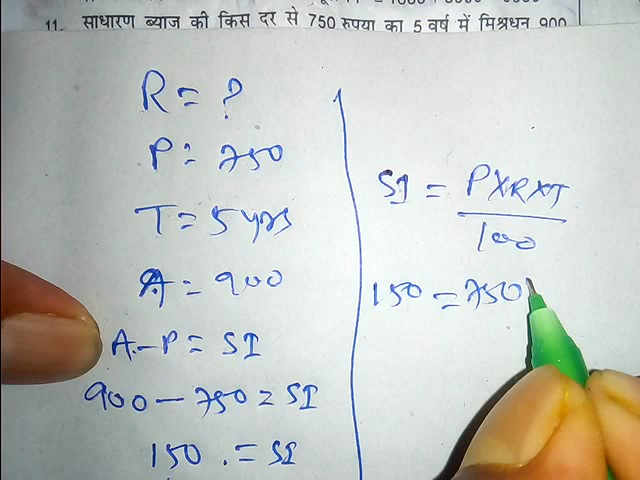 11. साधारण ब्याज की किस दर से 750 रुपया का 5 वर्ष में मिश्रधन 900
R = ?
P = 750
T = 5 yrs
A = 900
A - P = SI
900 - 750 = SI
150 . = SI
SI = P X R X T
100
150 = 750